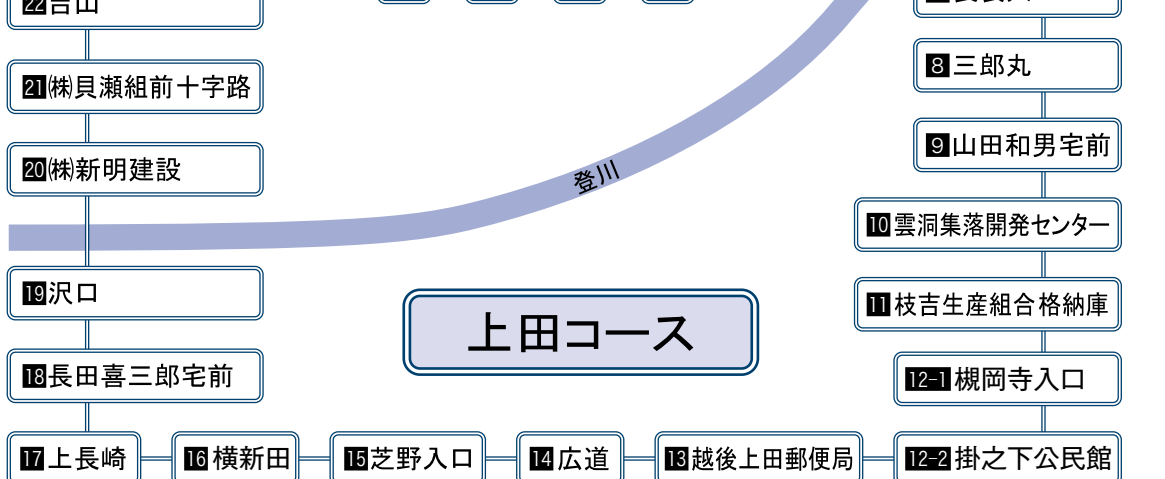 22吉山
21㈱貝瀬組前十字路
20㈱新明建設
19沢口
18長田喜三郎宅前
17上長崎
16横新田
15芝野入口
14広道
13越後上田郵便局
12-2掛之下公民館
12-1槻岡寺入口
11枝吉生産組合格納庫
10雲洞集落開発センター
9山田和男宅前
8三郎丸
登川
上田コース